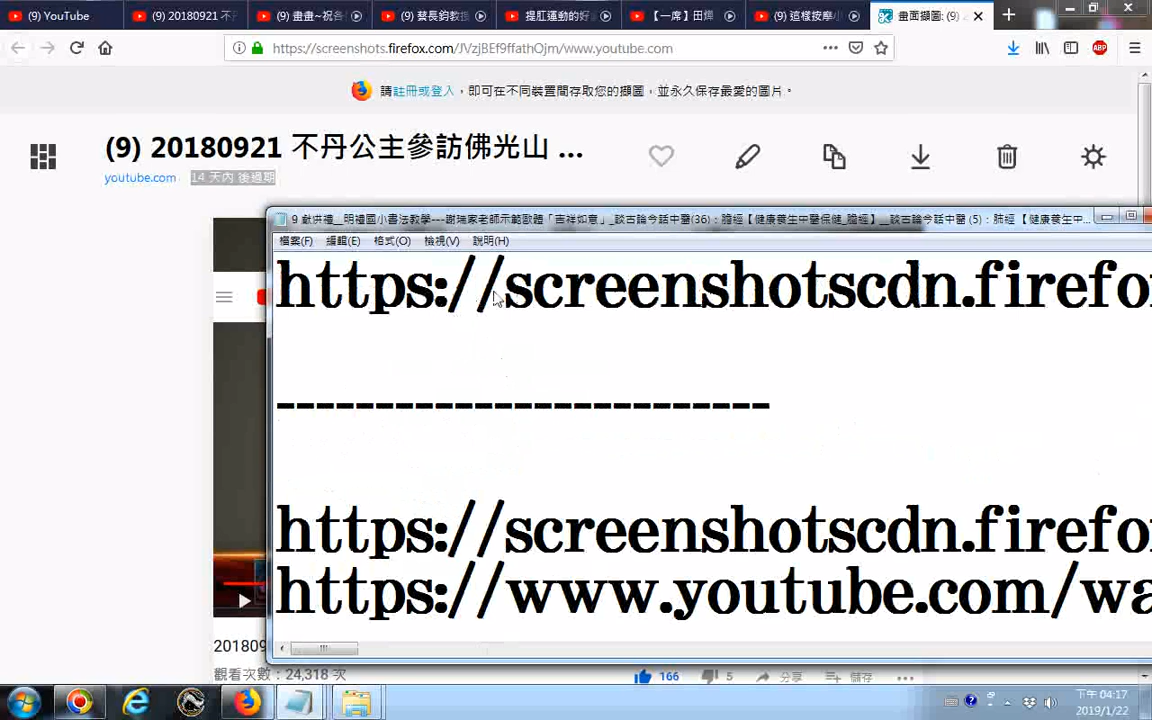 (9) YouTube
(9) 20180921 不丹
(9) 畫畫~祝各
(9) 蔡長鈞教授
提肛運動的好
【一席】田燁
(9) 這樣按摩小
畫面擷圖: (9) 2
https://screenshots.firefox.com/JVzjBEf9ffathOjm/www.youtube.com
請註冊或登入，即可在不同裝置間存取您的擷圖，並永久保存最愛的圖片。
(9) 20180921 不丹公主參訪佛光山 ...
youtube.com 14 天內 後過期
9 獻供禮__明禮國小書法教學---謝瑞家老師示範歐體「吉祥如意」_談古論今話中醫(36)：膽經【健康養生中醫保健_膽經】__談古論今話中醫 (5)：肺經【健康養生中...
檔案(F) 編輯(E) 格式(O) 檢視(V) 說明(H)
https://screenshotscdn.firefo
-------------------------
https://screenshotscdn.firefo
https://www.youtube.com/wa
201809
觀看次數：24,318 次
166 5 分享 儲存
下午 04:17
2019/1/22